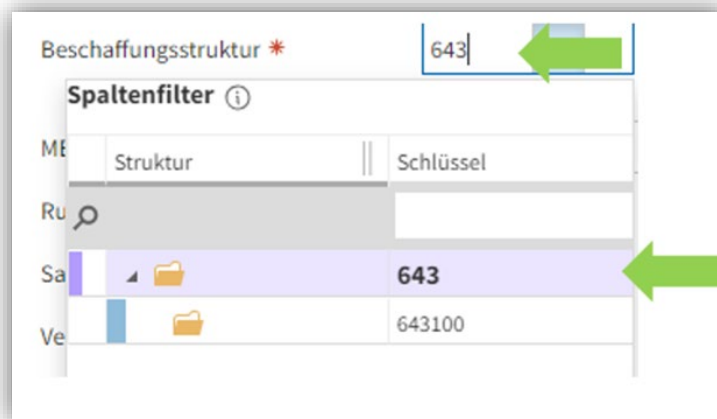 Beschaffungsstruktur * 643
Spaltenfilter
Struktur Schlüssel
643
643100